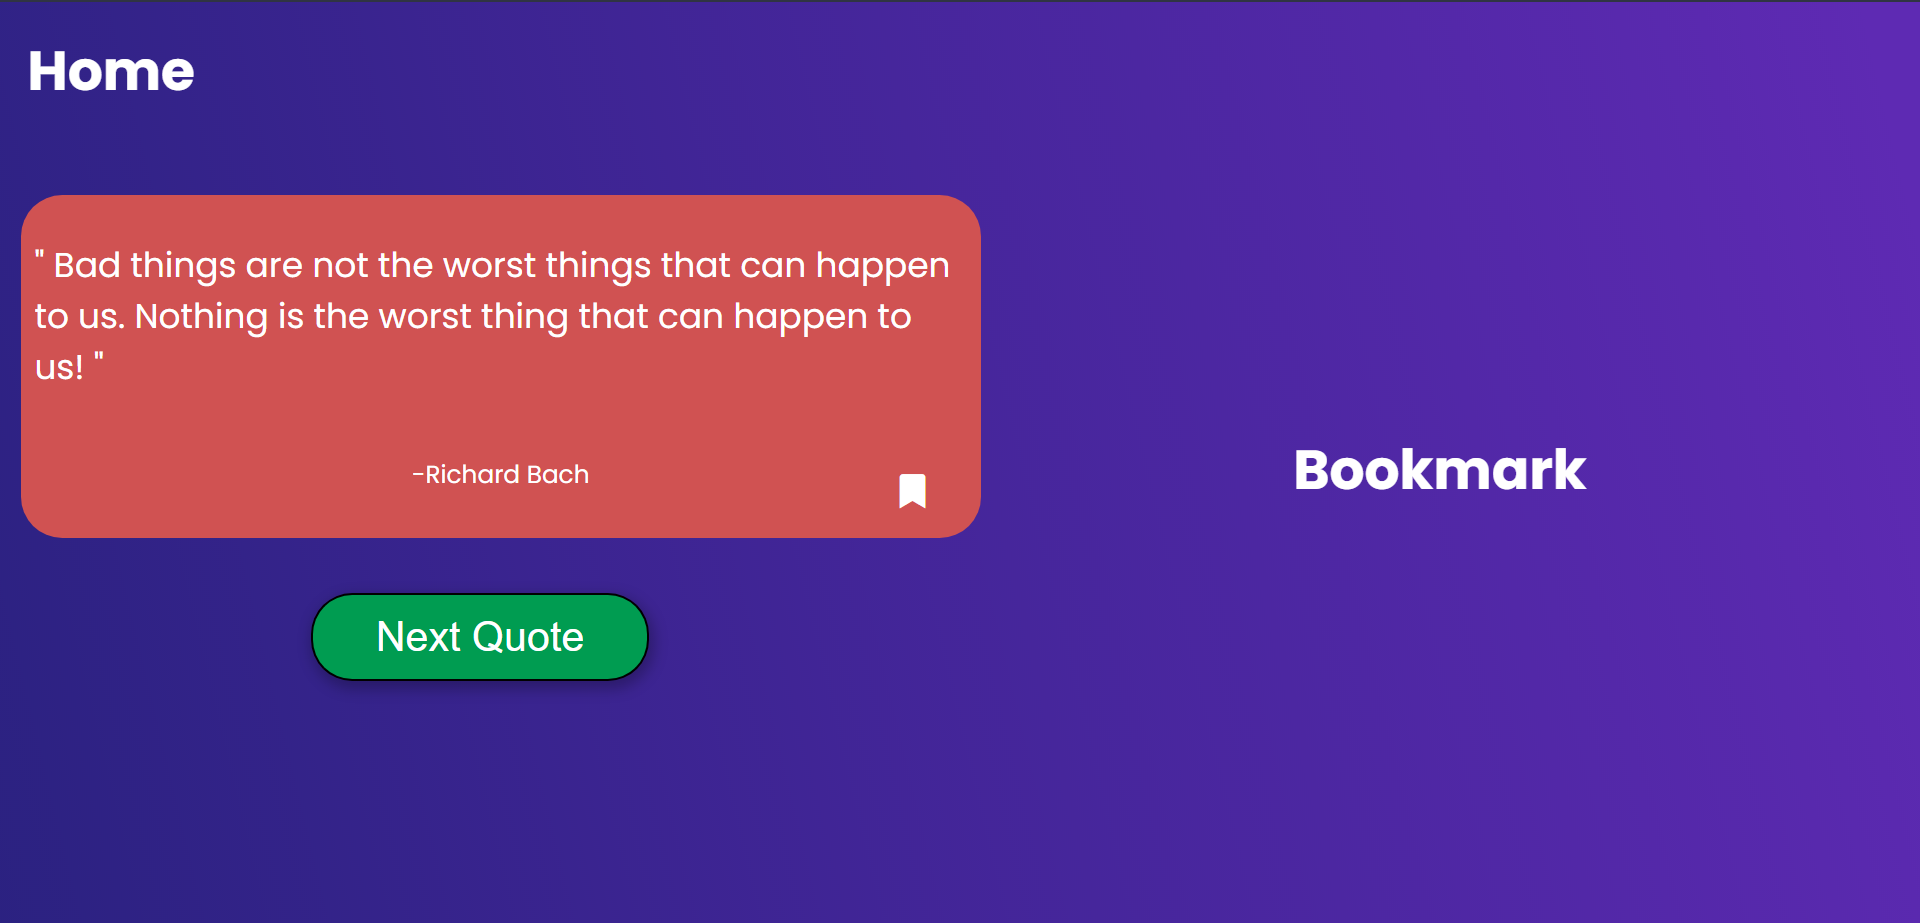 Home
" Bad things are not the worst things that can happen
to us. Nothing is the worst thing that can happen to
us! "
-Richard Bach
Bookmark
Next Quote